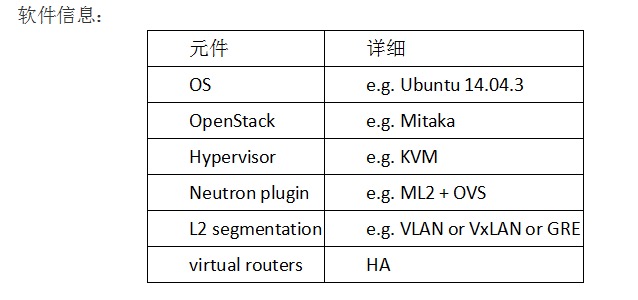 软件信息：
元件 详细
OS e.g. Ubuntu 14.04.3
OpenStack e.g. Mitaka
Hypervisor e.g. KVM
Neutron plugin e.g. ML2 + OVS
L2 segmentation e.g. VLAN or VxLAN or GRE
virtual routers HA